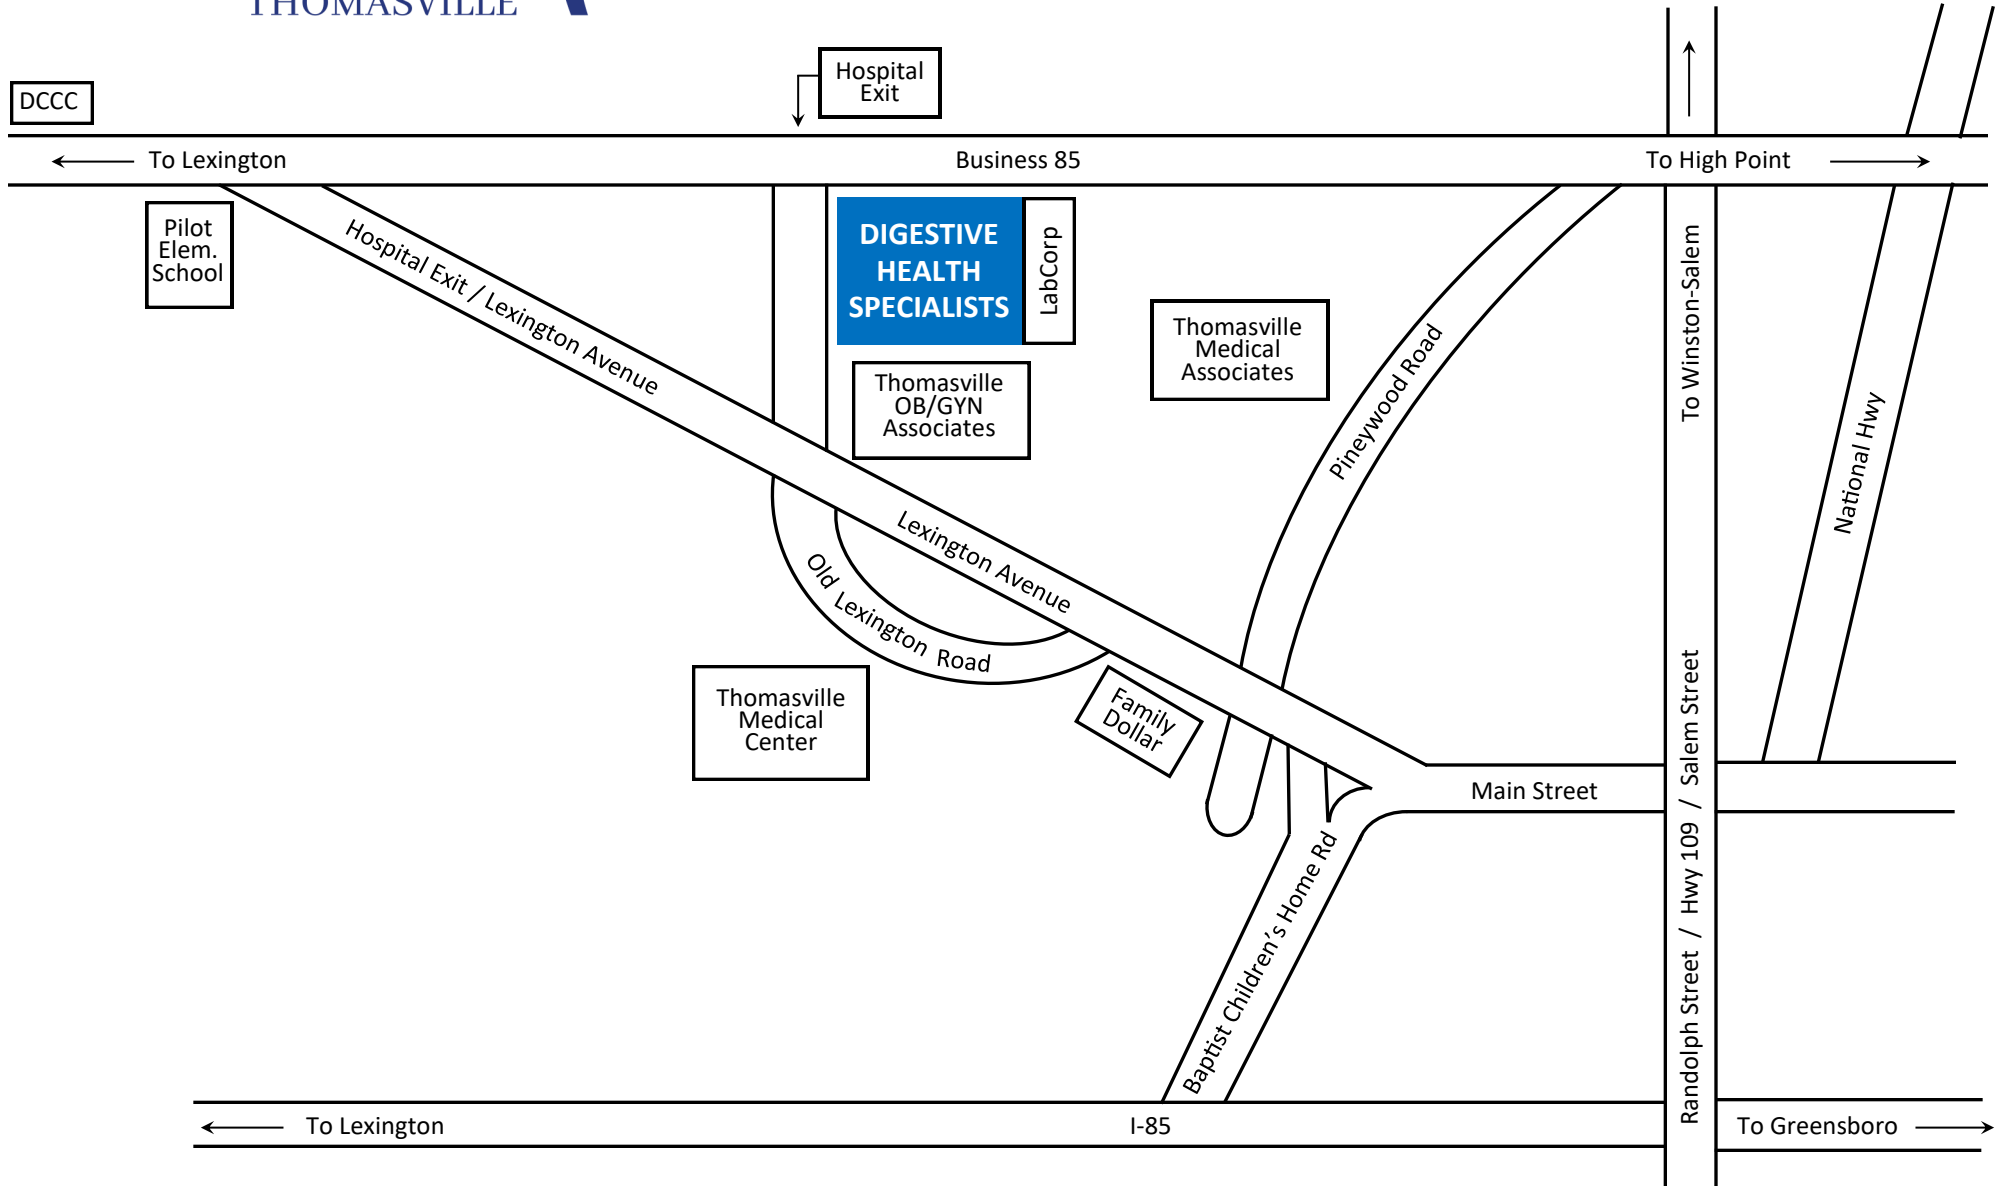 THOMASVILLE
Hospital
Exit
DCCC
To Lexington
Business 85
To High Point
Pilot
Elem.
School
Hospital Exit / Lexington Avenue
DIGESTIVE
HEALTH
SPECIALISTS
LabCorp
Thomasville
OB/GYN
Associates
Thomasville
Medical
Associates
Pineywood Road
To Winston-Salem
National Hwy
Lexington Avenue
Old Lexington Road
Thomasville
Medical
Center
Family
Dollar
Main Street
Baptist Children's Home Rd
Randolph Street / Hwy 109 / Salem Street
To Lexington
I-85
To Greensboro